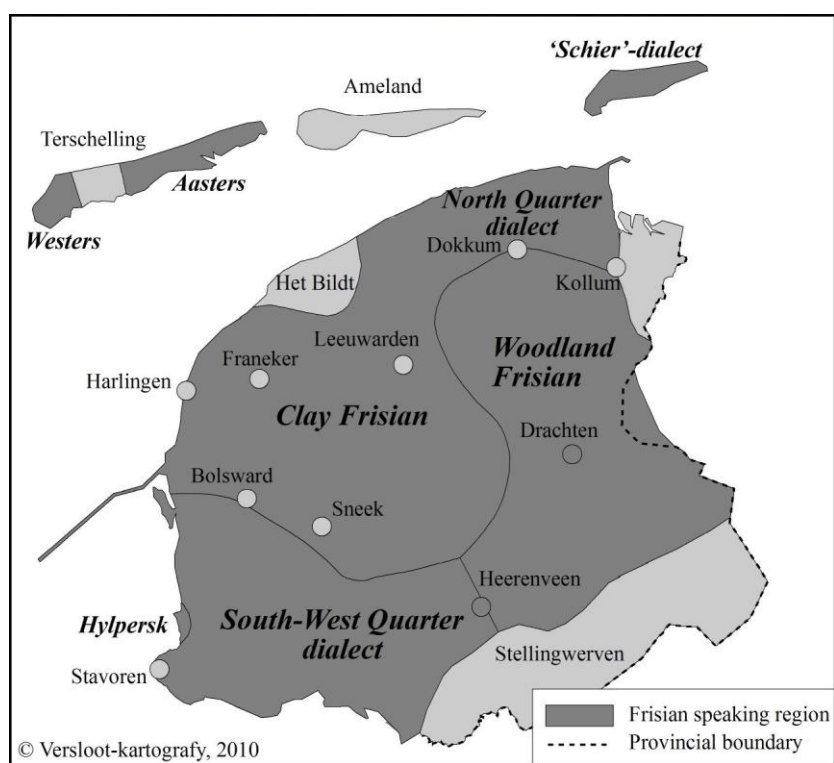 'Schier'-dialect
Ameland
Terschelling
Aasters
Westers
North Quarter
dialect
Dokkum
Kollum
Het Bildt
Leeuwarden
Woodland
Frisian
Franeker
Harlingen
Clay Frisian
Drachten
Bolsward
Sneek
Heerenveen
Hylpersk
South-West Quarter
dialect
Stellingwerven
Stavoren
Frisian speaking region
Provincial boundary
© Versloot-kartografy, 2010